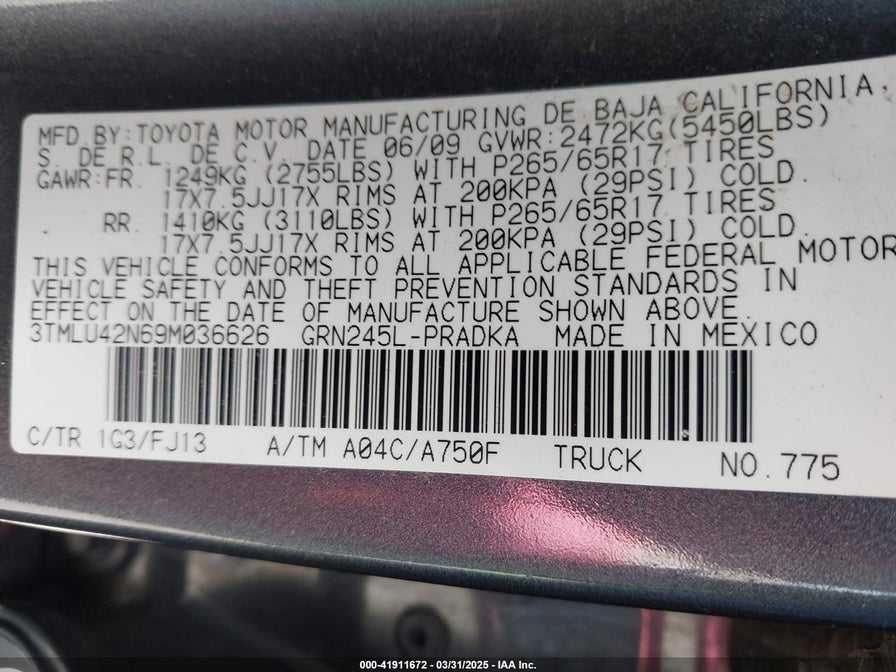 MFD.BY:TOYOTA MOTOR MANUFACTURING DE BAJA CALIFORNIA,
S. DE R.L. DE C.V. DATE 06/09 GVWR:2472KG(5450LBS)
GAWR:FR. 1249KG (2755LBS) WITH P265/65R17 TIRES
17X7.5JJ17X RIMS AT 200KPA (29PSI) COLD.
RR. 1410KG (3110LBS) WITH P265/65R17 TIRES
17X7.5JJ17X RIMS AT 200KPA (29PSI) COLD.
THIS VEHICLE CONFORMS TO ALL APPLICABLE FEDERAL MOTOR
VEHICLE SAFETY AND THEFT PREVENTION STANDARDS IN
EFFECT ON THE DATE OF MANUFACTURE SHOWN ABOVE.
3TMLU42N69M036626 GRN245L-PRADKA MADE IN MEXICO
C/TR 1G3/FJ13 A/TM A04C/A750F TRUCK NO.775
000-41911672 | 03/31/2025 - IAA Inc.